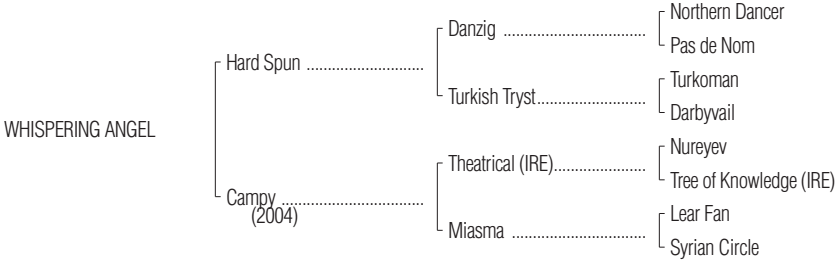 Northern Dancer
Danzig ..................................
Pas de Nom
Hard Spun ............................
Turkoman
Turkish Tryst..........................
Darbyvail
WHISPERING ANGEL
Nureyev
Theatrical (IRE)......................
Tree of Knowledge (IRE)
Campy ..................................
(2004)
Lear Fan
Miasma ................................
Syrian Circle